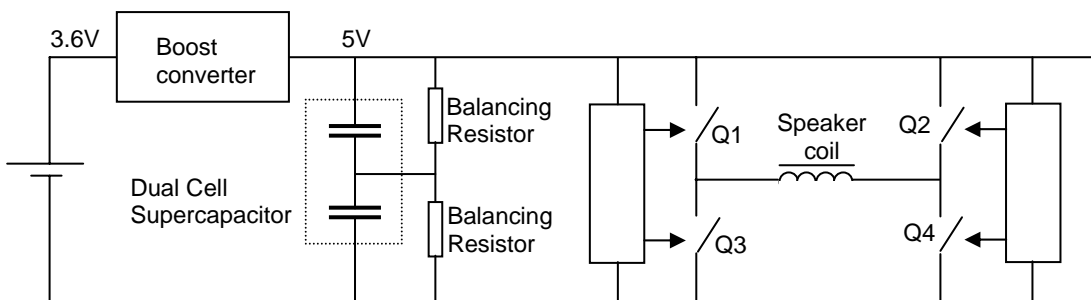 3.6V
Boost
converter
5V
Balancing
Resistor
Dual Cell
Supercapacitor
Balancing
Resistor
Q1
Speaker
coil
Q2
Q3
Q4